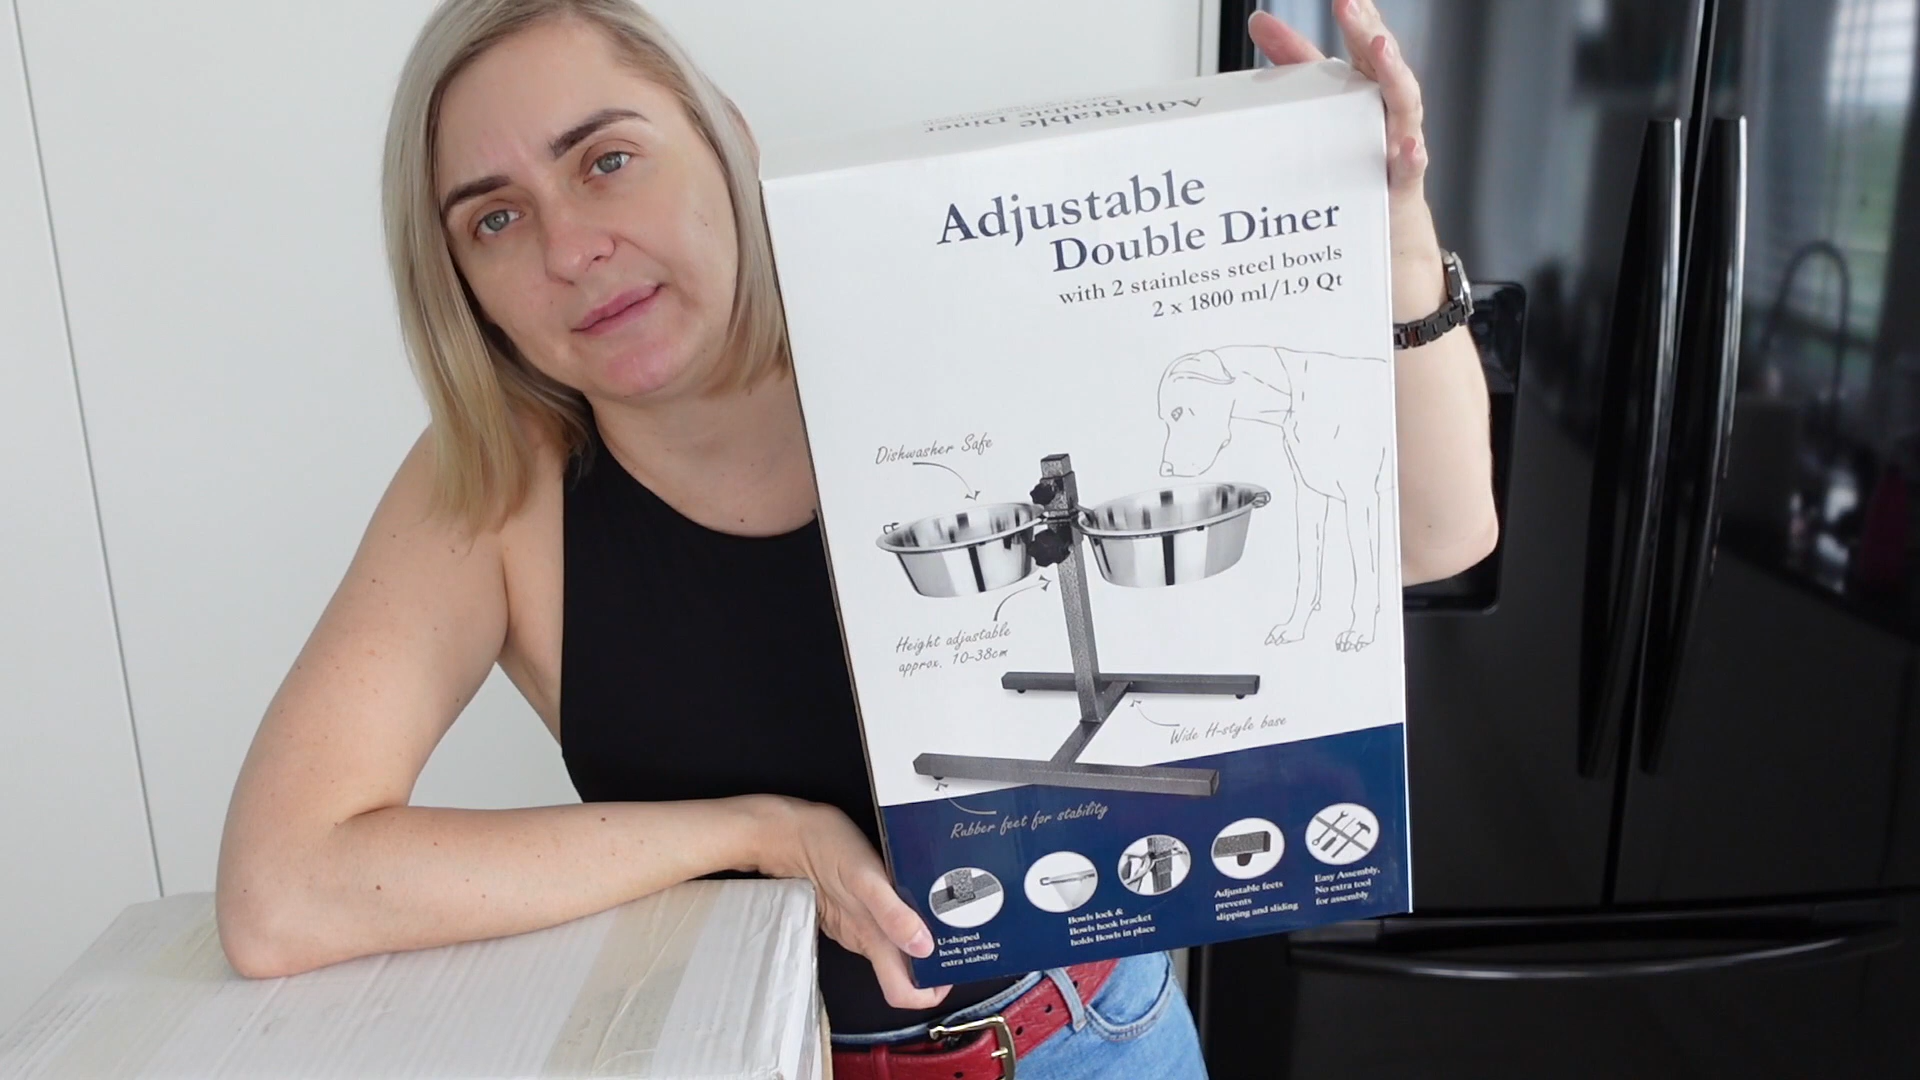 Adjustable
Double Diner
Adjustable
Double Diner
with 2 stainless steel bowls
2 x 1800 ml/1.9 Qt
Dishwasher Safe
Height adjustable
approx. 10-38cm
Wide H-style base
Rubber feet for stability
U-shaped
hook provides
extra stability
Bowls lock &
Bowls hook bracket
holds Bowls in place
Adjustable feets
prevents
slipping and sliding
Easy Assembly,
No extra tool
for assembly